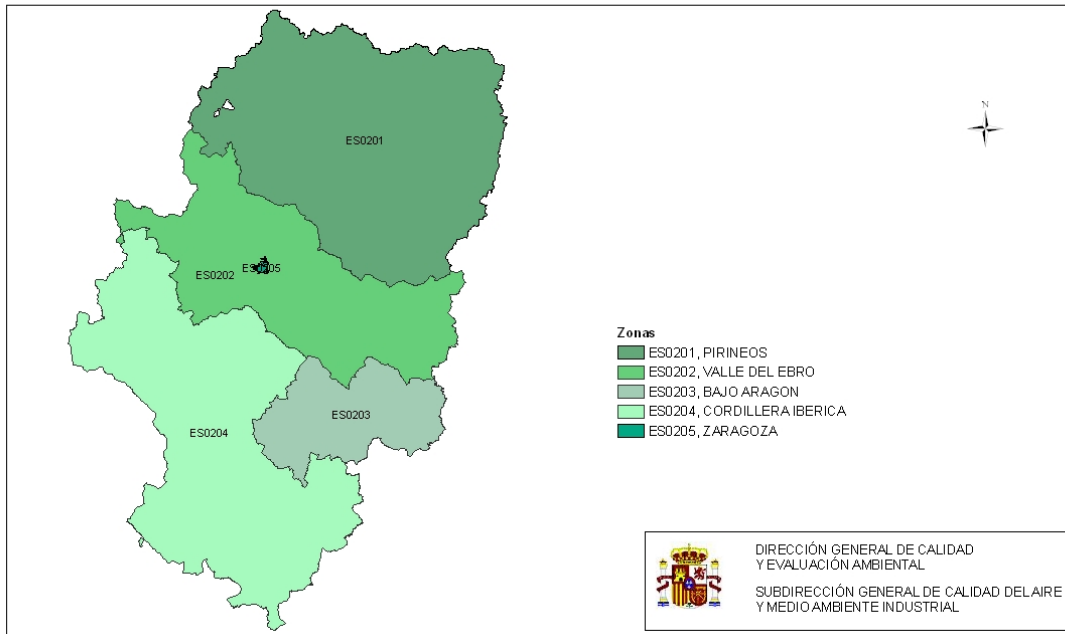 N
ES0201
ES0202
ES0205
ES0203
ES0204
Zonas
ES0201, PIRINEOS
ES0202, VALLE DEL EBRO
ES0203, BAJO ARAGON
ES0204, CORDILLERA IBERICA
ES0205, ZARAGOZA
DIRECCIÓN GENERAL DE CALIDAD
Y EVALUACIÓN AMBIENTAL
SUBDIRECCIÓN GENERAL DE CALIDAD DEL AIRE
Y MEDIO AMBIENTE INDUSTRIAL